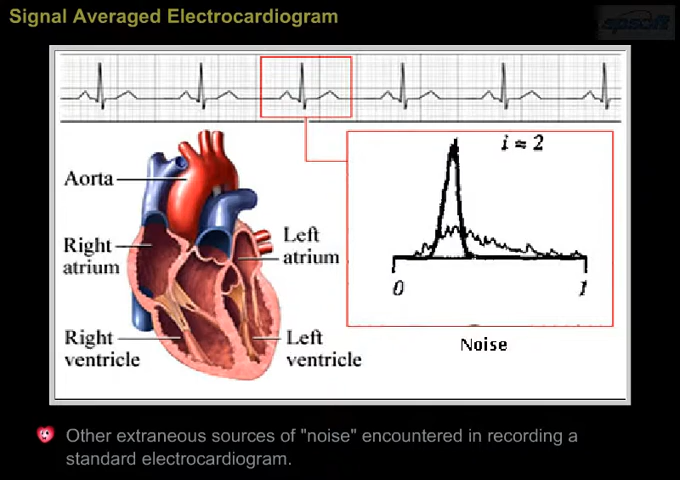 Signal Averaged Electrocardiogram
i ≈ 2
Aorta
Right
atrium
Left
atrium
0
1
Right
ventricle
Left
ventricle
Noise
Other extraneous sources of "noise" encountered in recording a
standard electrocardiogram.